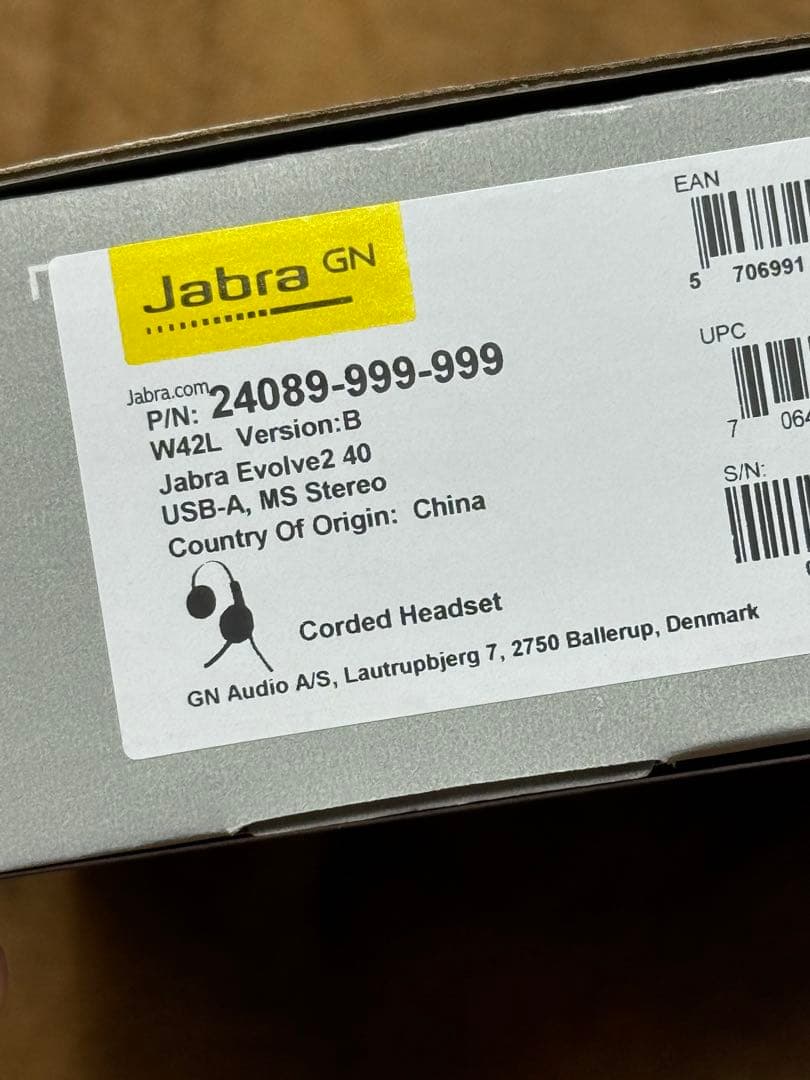 Jabra GN
Jabra.com
P/N: 24089-999-999
W42L Version:B
Jabra Evolve2 40
USB-A, MS Stereo
Country Of Origin: China
Corded Headset
GN Audio A/S, Lautrupbjerg 7, 2750 Ballerup, Denmark
EAN
5 706991
UPC
7 064
S/N: